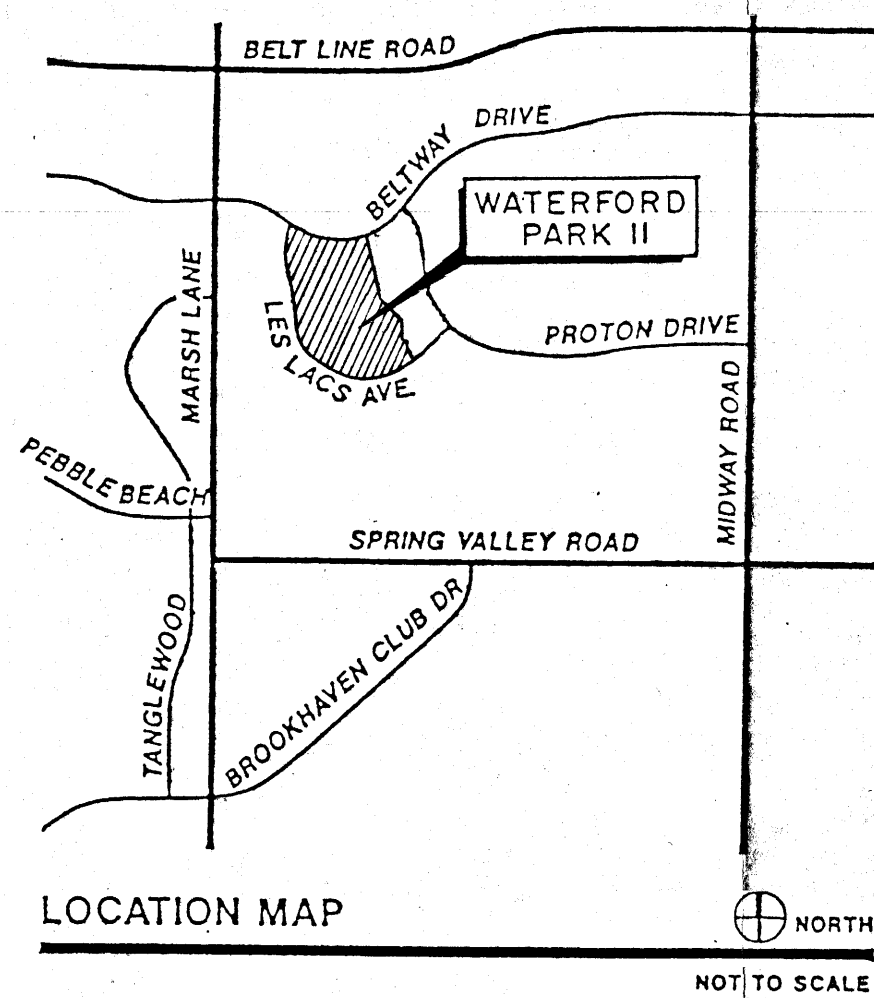 BELT LINE ROAD
BELTWAY DRIVE
WATERFORD
PARK II
MARSH LANE
LES LACS AVE.
PROTON DRIVE
MIDWAY ROAD
PEBBLE BEACH
SPRING VALLEY ROAD
TANGLEWOOD
BROOKHAVEN CLUB DR
LOCATION MAP
NORTH
NOT TO SCALE